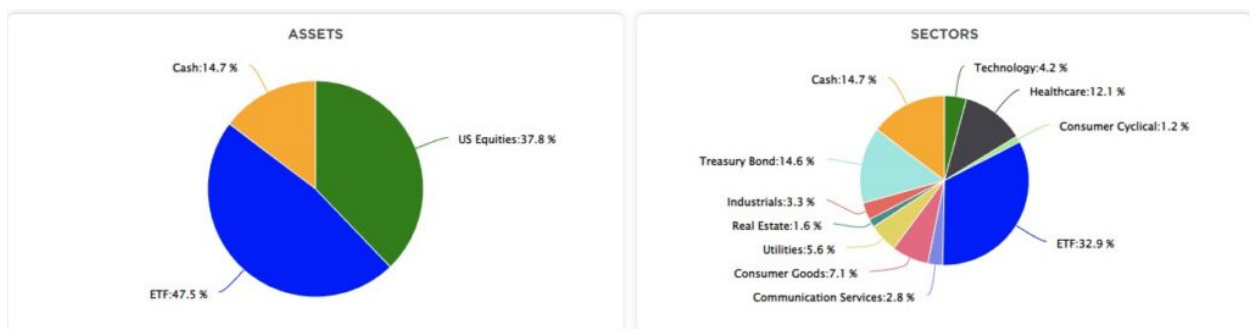 ASSETS
Cash:14.7 %
US Equities:37.8 %
ETF:47.5 %
SECTORS
Technology:4.2 %
Cash:14.7 %
Healthcare:12.1 %
Consumer Cyclical:1.2 %
Treasury Bond:14.6 %
Industrials:3.3 %
Real Estate:1.6 %
Utilities:5.6 %
ETF:32.9 %
Consumer Goods:7.1 %
Communication Services:2.8 %